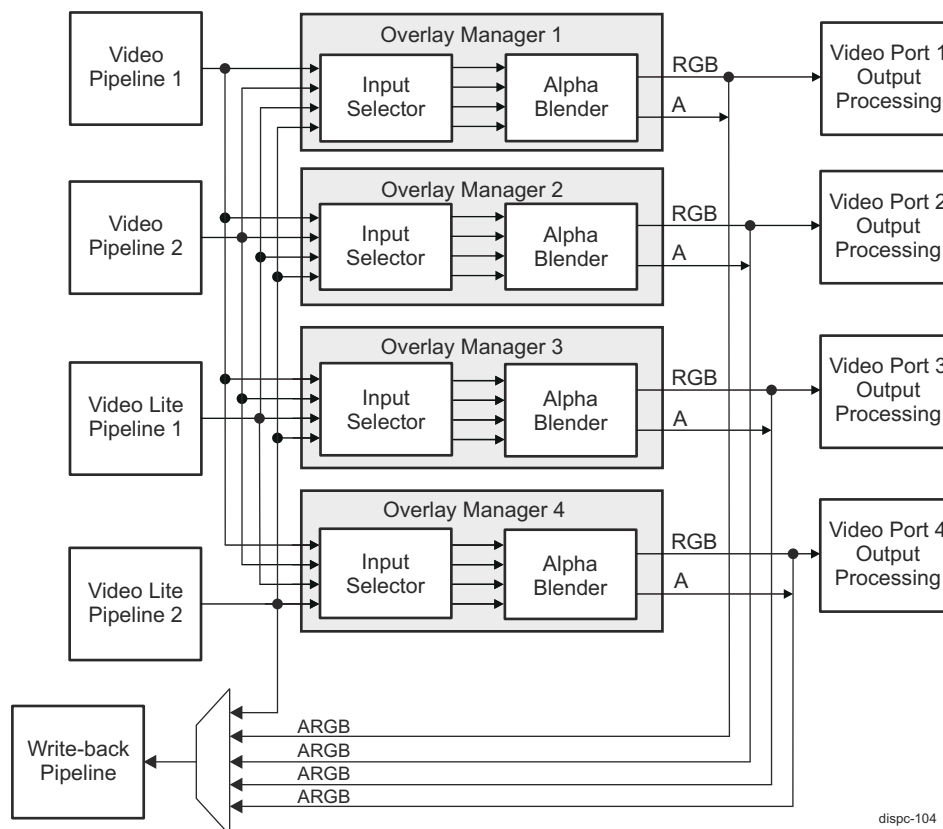 Video
Pipeline 1
Overlay Manager 1
Input
Selector
Alpha
Blender
RGB
A
Video Port 1
Output
Processing
Video
Pipeline 2
Overlay Manager 2
Input
Selector
Alpha
Blender
RGB
A
Video Port 2
Output
Processing
Video Lite
Pipeline 1
Overlay Manager 3
Input
Selector
Alpha
Blender
RGB
A
Video Port 3
Output
Processing
Video Lite
Pipeline 2
Overlay Manager 4
Input
Selector
Alpha
Blender
RGB
A
Video Port 4
Output
Processing
Write-back
Pipeline
ARGB
ARGB
ARGB
ARGB
dispc-104